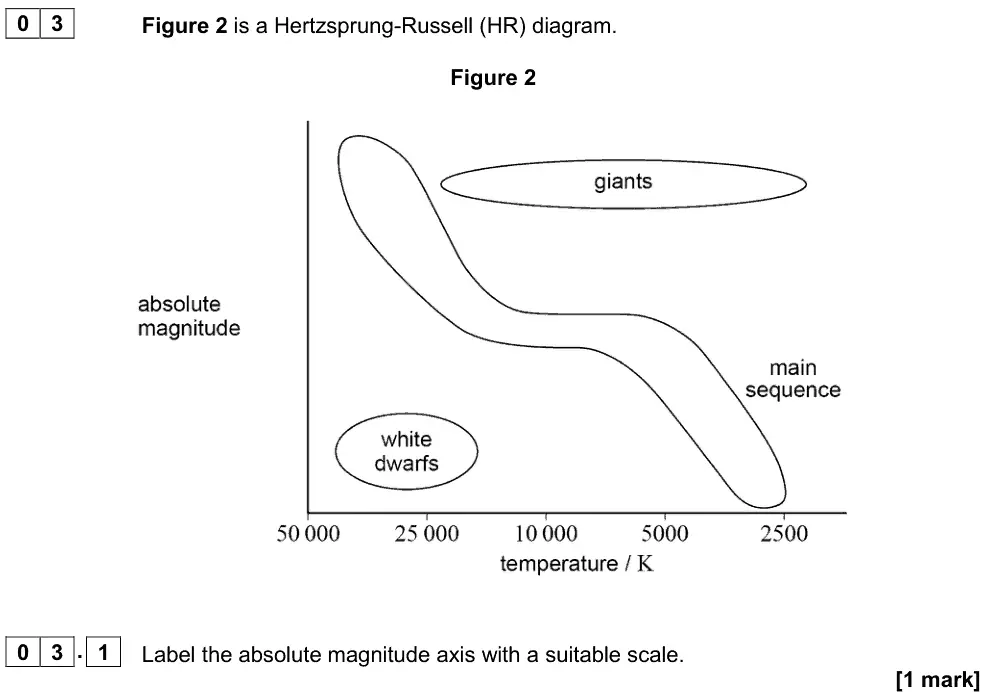 0 3 Figure 2 is a Hertzsprung-Russell (HR) diagram.
Figure 2
giants
absolute
magnitude
main
sequence
white
dwarfs
50 000 25 000 10 000 5000 2500
temperature / K
0 3 . 1 Label the absolute magnitude axis with a suitable scale.
[1 mark]